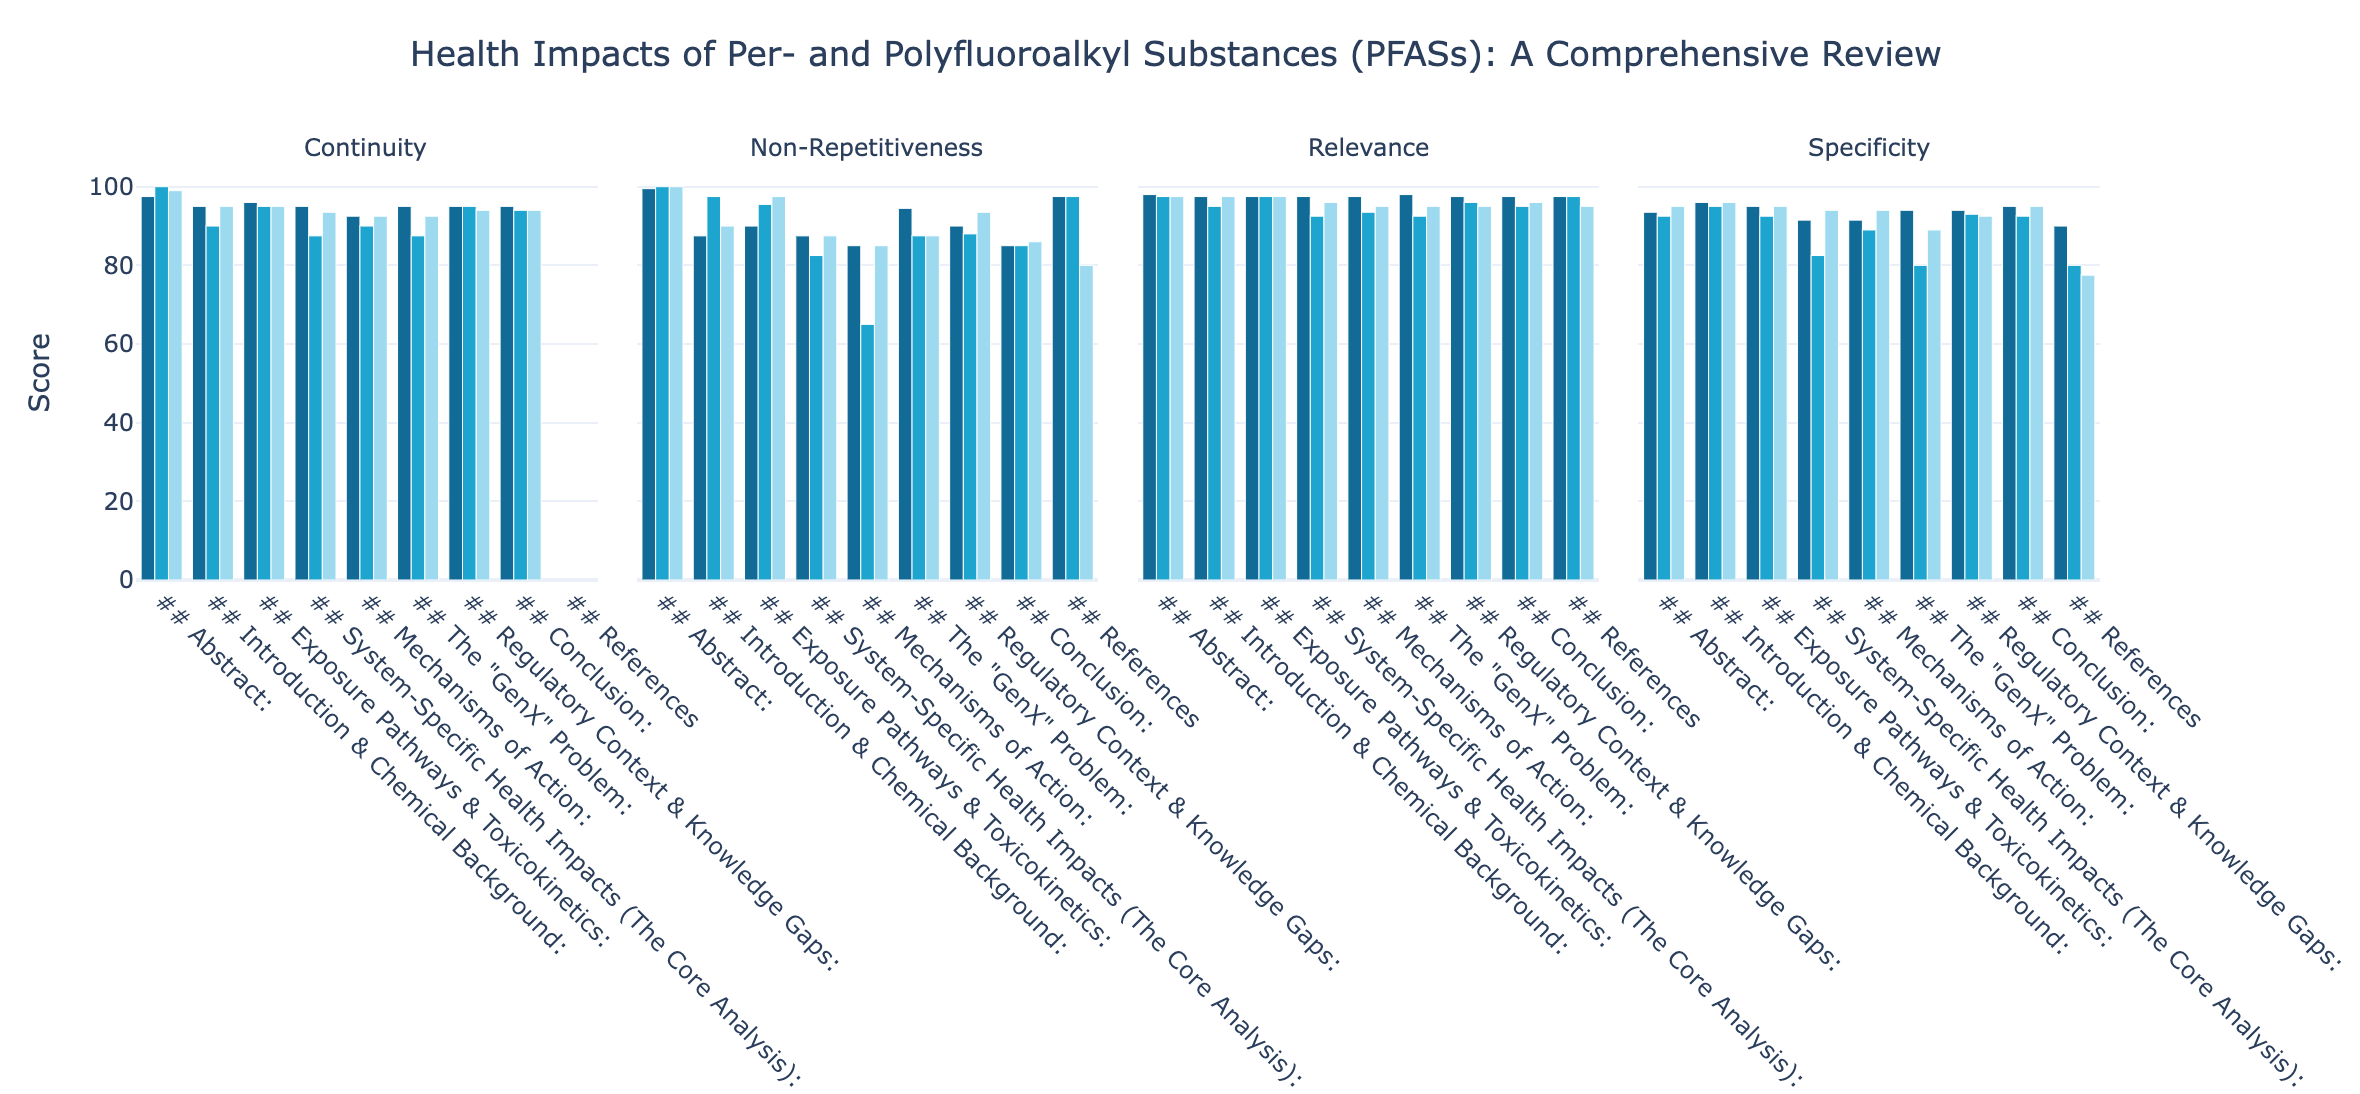 Health Impacts of Per- and Polyfluoroalkyl Substances (PFASs): A Comprehensive Review
Continuity
Non-Repetitiveness
Relevance
Specificity
Score
100
80
60
40
20
0
## Abstract:
## Introduction & Chemical Background:
## Exposure Pathways & Toxicokinetics:
## System-Specific Health Impacts (The Core Analysis):
## Mechanisms of Action:
## The "GenX" Problem:
## Regulatory Context & Knowledge Gaps:
## Conclusion:
## References
## Abstract:
## Introduction & Chemical Background:
## Exposure Pathways & Toxicokinetics:
## System-Specific Health Impacts (The Core Analysis):
## Mechanisms of Action:
## The "GenX" Problem:
## Regulatory Context & Knowledge Gaps:
## Conclusion:
## References
## Abstract:
## Introduction & Chemical Background:
## Exposure Pathways & Toxicokinetics:
## System-Specific Health Impacts (The Core Analysis):
## Mechanisms of Action:
## The "GenX" Problem:
## Regulatory Context & Knowledge Gaps:
## Conclusion:
## References
## Abstract:
## Introduction & Chemical Background:
## Exposure Pathways & Toxicokinetics:
## System-Specific Health Impacts (The Core Analysis):
## Mechanisms of Action:
## The "GenX" Problem:
## Regulatory Context & Knowledge Gaps:
## Conclusion:
## References